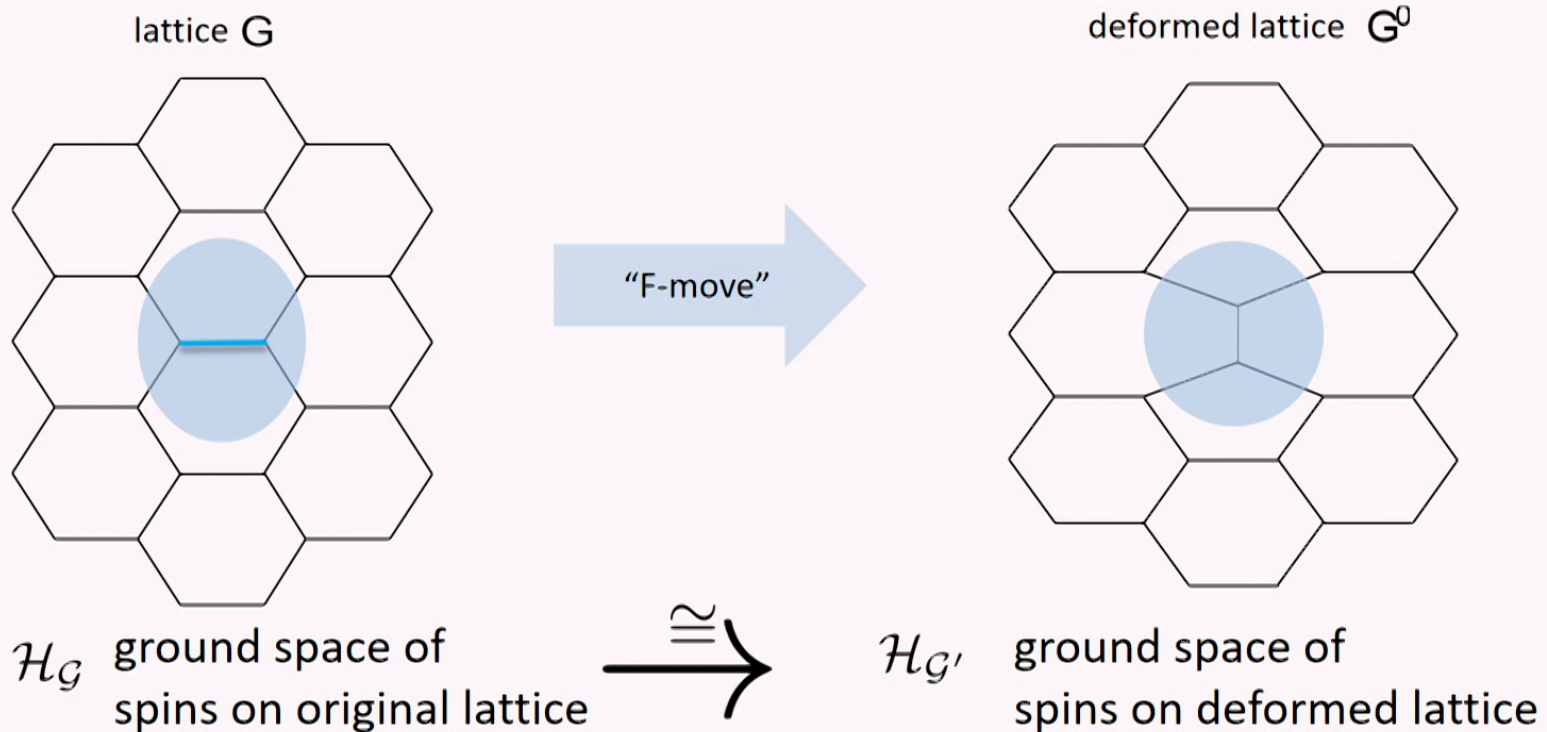 lattice G
deformed lattice G⁰
“F-move”
ℋ_𝒢 ground space of
spins on original lattice
≅
ℋ_𝒢′ ground space of
spins on deformed lattice